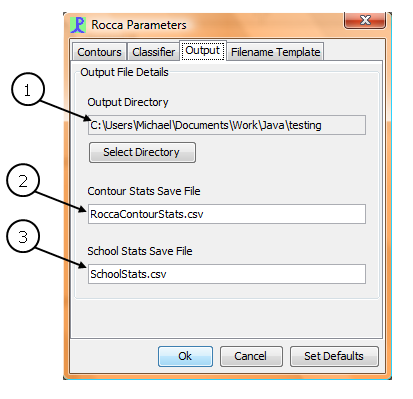 Rocca Parameters
X
Contours Classifier Output Filename Template
Output File Details
1
Output Directory
C:\Users\Michael\Documents\Work\Java\testing
Select Directory
2
Contour Stats Save File
RoccaContourStats.csv
3
School Stats Save File
SchoolStats.csv
Ok Cancel Set Defaults